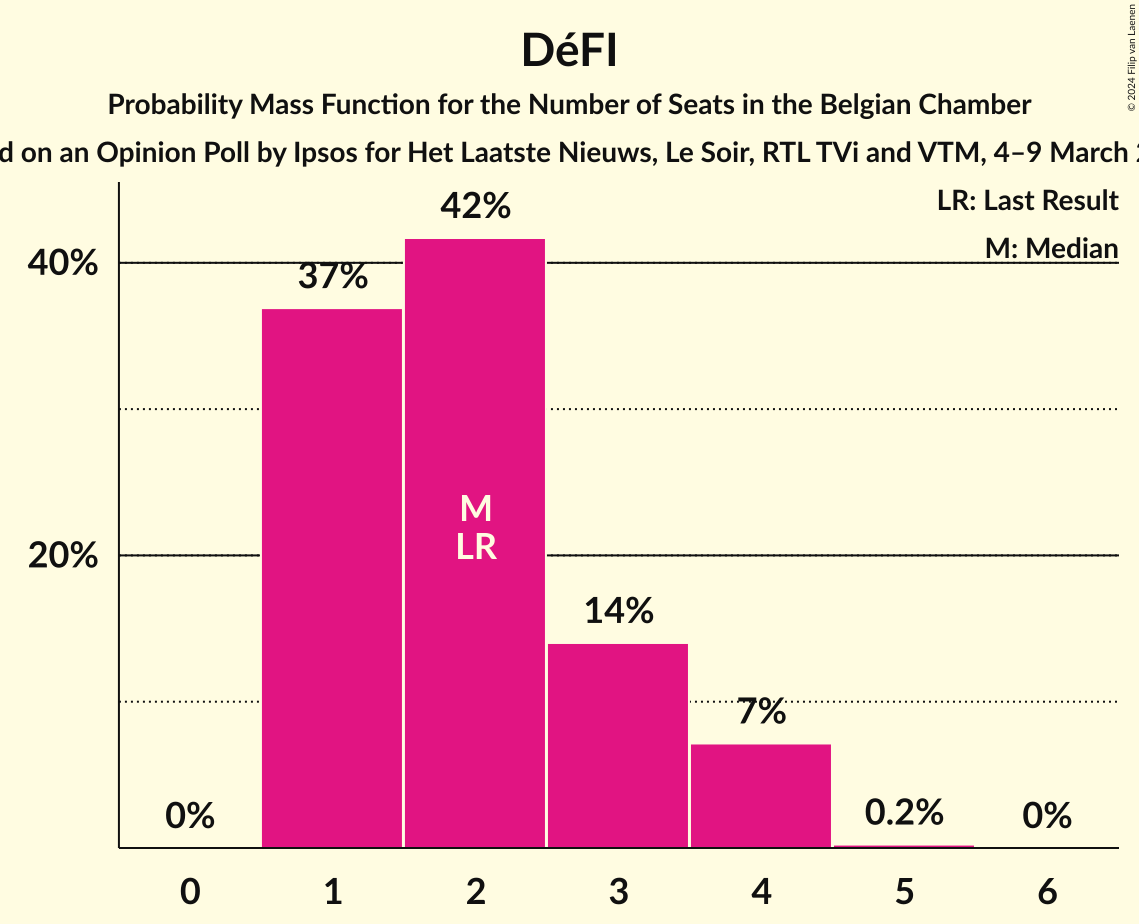 DéFI
Probability Mass Function for the Number of Seats in the Belgian Chamber
on an Opinion Poll by Ipsos for Het Laatste Nieuws, Le Soir, RTL TVi and VTM, 4–9 March
© 2024 Filip van Laenen
LR: Last Result
M: Median
42%
40%
37%
M
LR
20%
14%
7%
0%
0.2%
0%
0 1 2 3 4 5 6